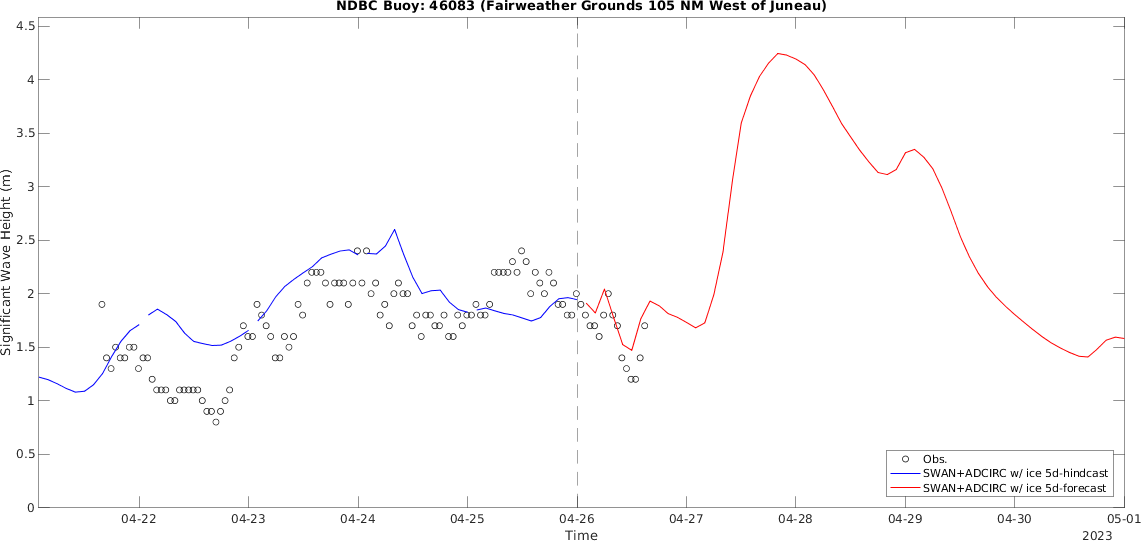 NDBC Buoy: 46083 (Fairweather Grounds 105 NM West of Juneau)
4.5
4
3.5
3
2.5
2
1.5
1
0.5
0
Significant Wave Height (m)
Obs.
SWAN+ADCIRC w/ ice 5d-hindcast
SWAN+ADCIRC w/ ice 5d-forecast
04-22 04-23 04-24 04-25 04-26 04-27 04-28 04-29 04-30 05-01
Time
2023